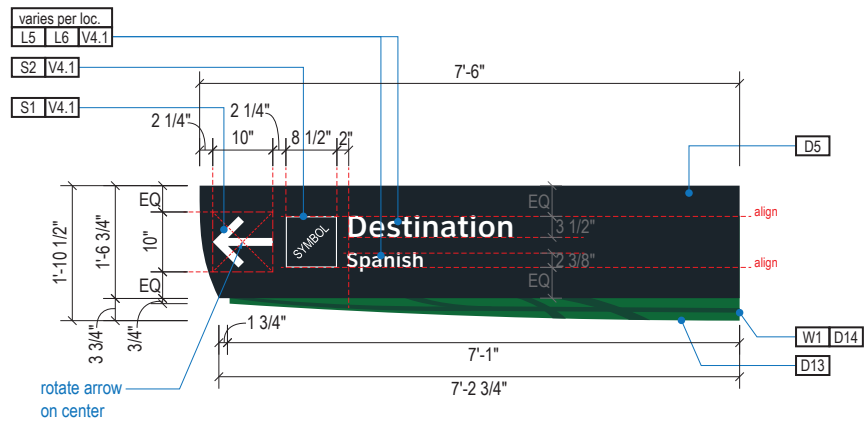 varies per loc.
L5 L6 V4.1
S2 V4.1
S1 V4.1
7'-6"
2 1/4"
10"
2 1/4"
8 1/2"
2"
D5
EQ
10"
EQ
1'-10 1/2"
1'-6 3/4"
3 3/4"
3/4"
SYMBOL
Destination
Spanish
EQ
3 1/2"
2 3/8"
EQ
align
align
W1 D14
D13
1 3/4"
7'-1"
7'-2 3/4"
rotate arrow
on center